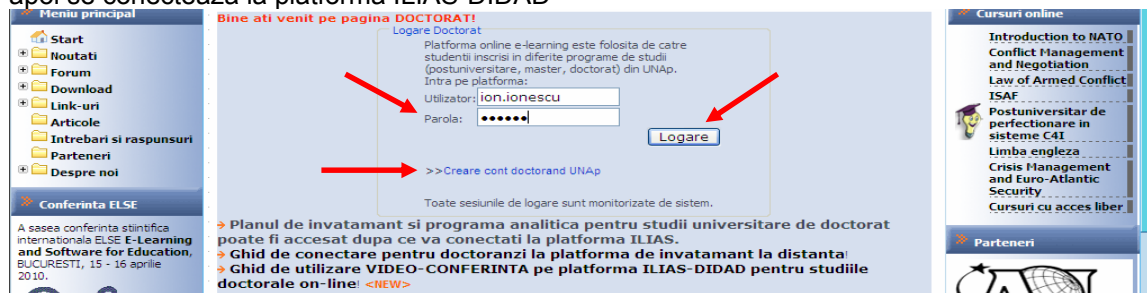 apoi se conecteaza la platforma ILIAS-DIDAD
Meniu principal
Start
Noutati
Forum
Download
Link-uri
Articole
Intrebari si raspunsuri
Parteneri
Despre noi
Conferinta ELSE
A sasea conferinta stiintifica
internationala ELSE E-Learning
and Software for Education,
BUCURESTI, 15 - 16 aprilie
2010.
Bine ati venit pe pagina DOCTORAT!
Logare Doctorat
Platforma online e-learning este folosita de catre
studentii inscrisi in diferite programe de studii
(postuniversitare, master, doctorat) din UNAp.
Intra pe platforma:
Utilizator: ion.ionescu
Parola: ••••••
Logare
>>Creare cont doctorand UNAp
Toate sesiunile de logare sunt monitorizate de sistem.
Planul de invatamant si programa analitica pentru studii universitare de doctorat
poate fi accesat dupa ce va conectati la platforma ILIAS.
Ghid de conectare pentru doctoranzi la platforma de invatamant la distanta!
Ghid de utilizare VIDEO-CONFERINTA pe platforma ILIAS-DIDAD pentru studiile
doctorale on-line! <NEW>
Cursuri online
Introduction to NATO
Conflict Management
and Negotiation
Law of Armed Conflict
ISAF
Postuniversitar de
perfectionare in
sisteme C4I
Limba engleza
Crisis Management
and Euro-Atlantic
Security
Cursuri cu acces liber
Parteneri